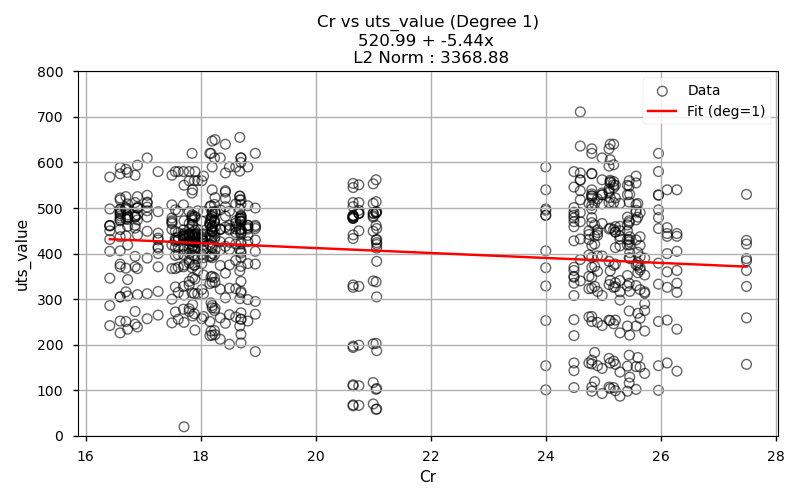 Cr vs uts_value (Degree 1)
520.99 + -5.44x
L2 Norm : 3368.88
Data
Fit (deg=1)
800
700
600
500
400
300
200
100
0
uts_value
16 18 20 22 24 26 28
Cr